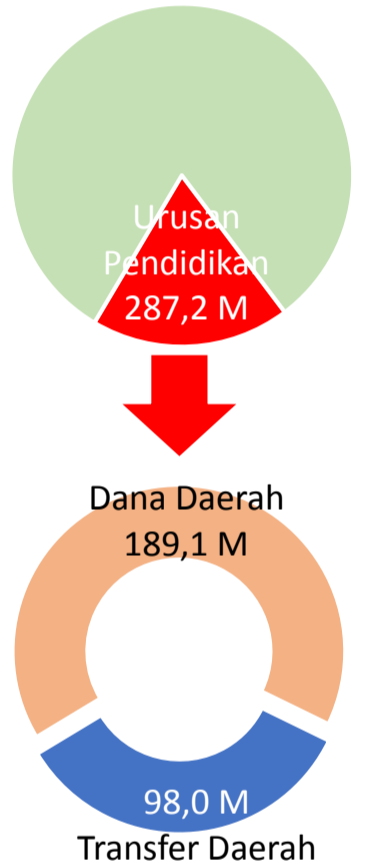 Urusan
Pendidikan
287,2 M
Dana Daerah
189,1 M
98,0 M
Transfer Daerah